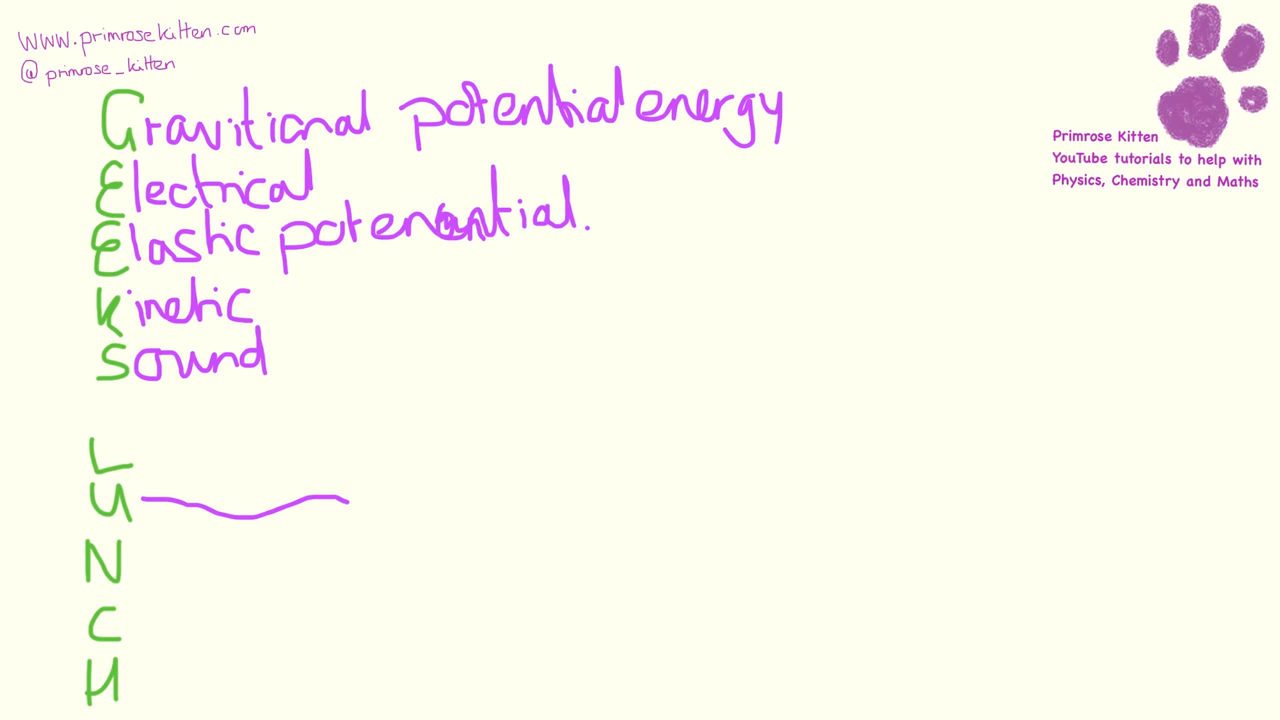 www.primrosekitten.com
@primrose_kitten
Primrose Kitten
YouTube tutorials to help with
Physics, Chemistry and Maths
Gravitional potential energy
Electrical
Elastic potential.
Kinetic
Sound
L
U
N
C
H